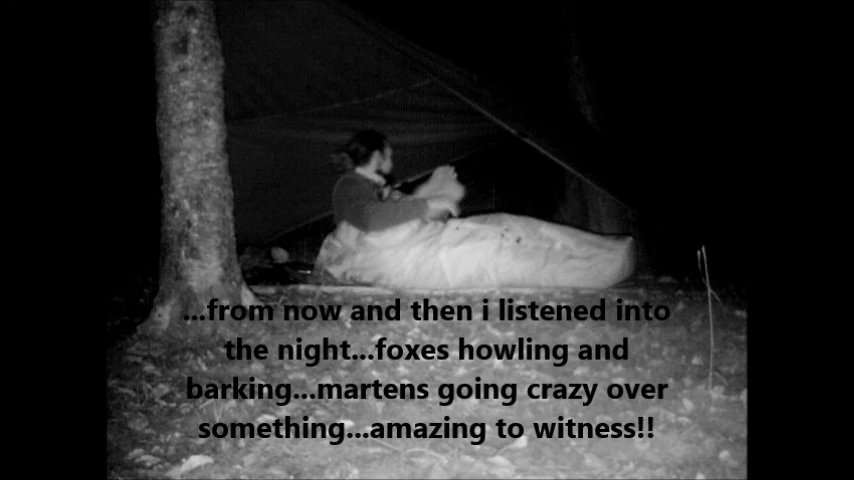 ...from now and then i listened into
the night...foxes howling and
barking...martens going crazy over
something...amazing to witness!!